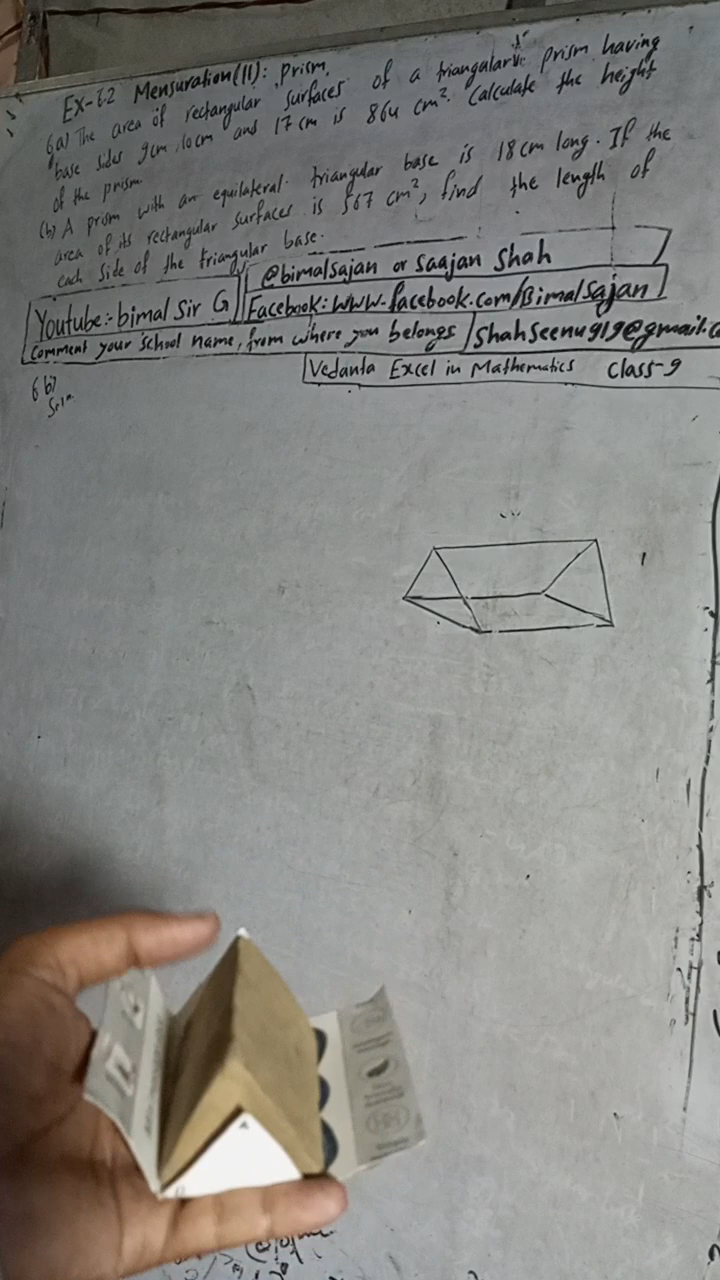 Ex-6.2 Mensuration(II): Prism.
6a) The area of rectangular surfaces of a triangular prism having
base sides 9cm, 10cm and 17cm is 864 cm². Calculate the height
of the prism
(b) A prism with an equilateral triangular base is 18cm long. If the
area of its rectangular surfaces is 567 cm², find the length of
each side of the triangular base.
@bimalsajan or Saajan Shah
Youtube:- bimal Sir G
Facebook: www.facebook.com/Bimalsajan
Comment your school name, from where you belongs
Shahseenu919@gmail.c
Vedanta Excel in Mathematics Class-9
6 b)
Soln
A